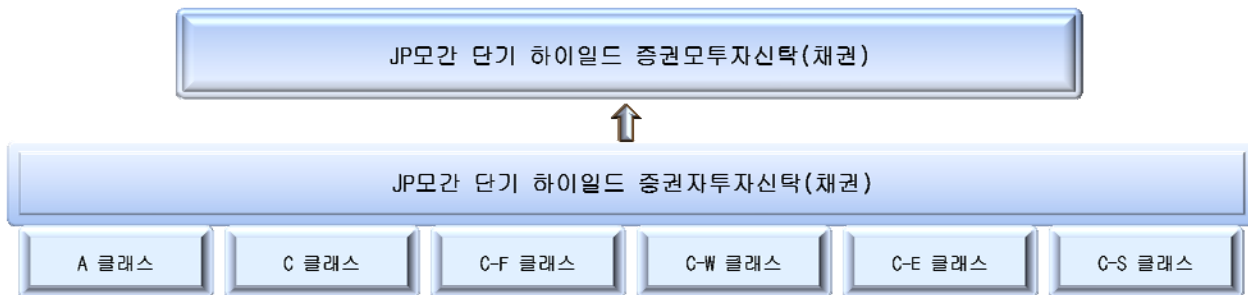 JP모간 단기 하이일드 증권모투자신탁(채권)
JP모간 단기 하이일드 증권자투자신탁(채권)
A 클래스
C 클래스
C-F 클래스
C-W 클래스
C-E 클래스
C-S 클래스